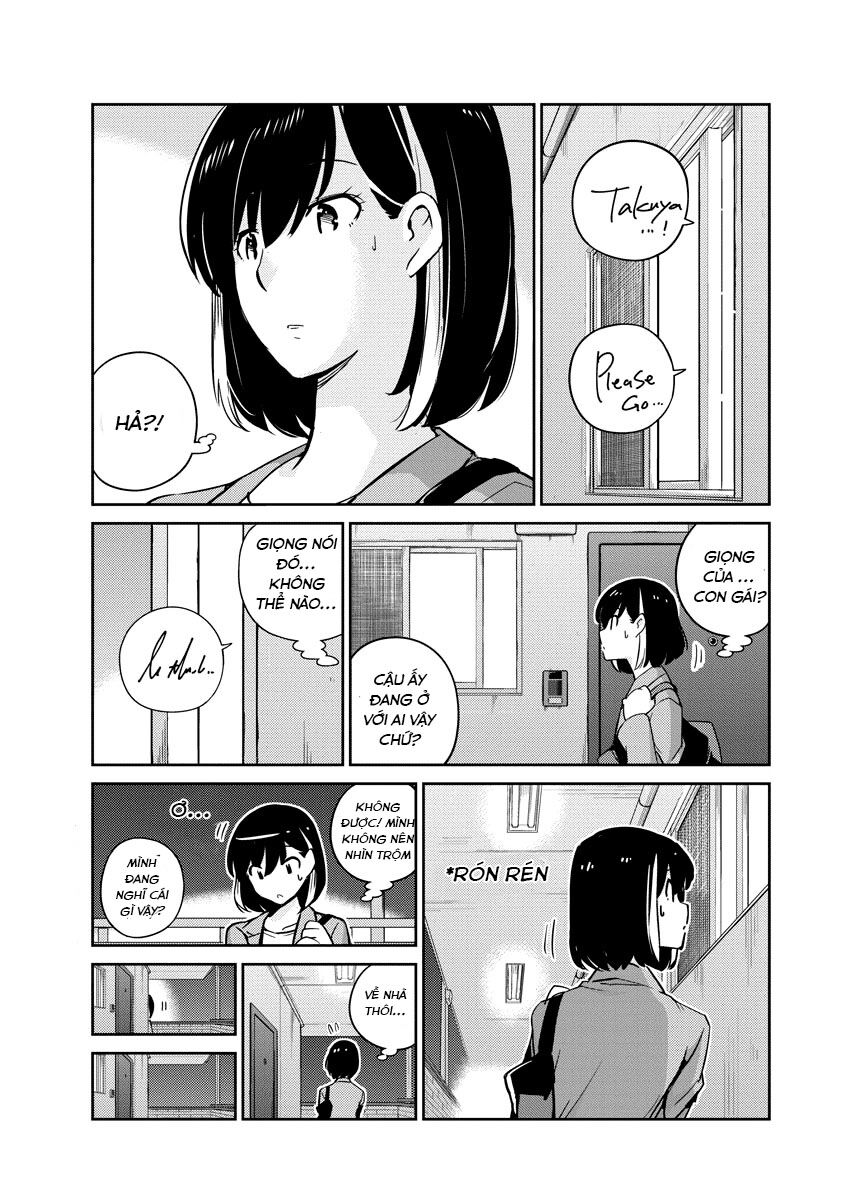 Takuya
...!
Please
Go...
HẢ?!
GIỌNG
CỦA ...
CON GÁI?
CẬU ẤY
ĐANG Ở
VỚI AI VẬY
CHỨ?
GIỌNG NÓI
ĐÓ...
KHÔNG
THỂ NÀO...
*RÓN RÉN
KHÔNG
ĐƯỢC! MÌNH
KHÔNG NÊN
NHÌN TRỘM
Ơ...
MÌNH
ĐANG
NGHĨ CÁI
GÌ VẬY?
VỀ NHÀ
THÔI...